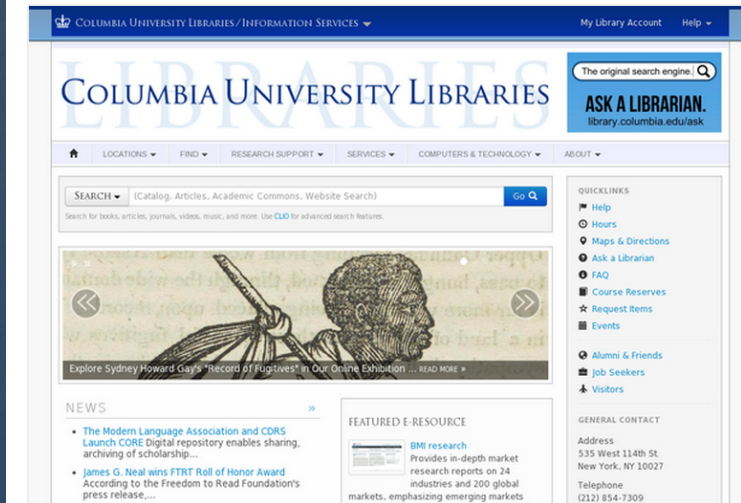 COLUMBIA UNIVERSITY LIBRARIES/INFORMATION SERVICES
My Library Account Help
LIBRARIES
COLUMBIA UNIVERSITY LIBRARIES
The original search engine.
ASK A LIBRARIAN.
library.columbia.edu/ask
LOCATIONS FIND RESEARCH SUPPORT SERVICES COMPUTERS & TECHNOLOGY ABOUT
SEARCH (Catalog, Articles, Academic Commons, Website Search) Go
Search for books, articles, journals, videos, music, and more. Use CLIO for advanced search features.
Explore Sydney Howard Gay's "Record of Fugitives" in Our Online Exhibition ... READ MORE »
NEWS »
The Modern Language Association and CDRS
Launch CORE Digital repository enables sharing,
archiving of scholarship...
James G. Neal wins FTRT Roll of Honor Award
According to the Freedom to Read Foundation's
press release,...
FEATURED E-RESOURCE
BMI research
Provides in-depth market
research reports on 24
industries and 200 global
markets, emphasizing emerging markets
QUICKLINKS
Help
Hours
Maps & Directions
Ask a Librarian
FAQ
Course Reserves
Request Items
Events
Alumni & Friends
Job Seekers
Visitors
GENERAL CONTACT
Address
535 West 114th St.
New York, NY 10027
Telephone
(212) 854-7309